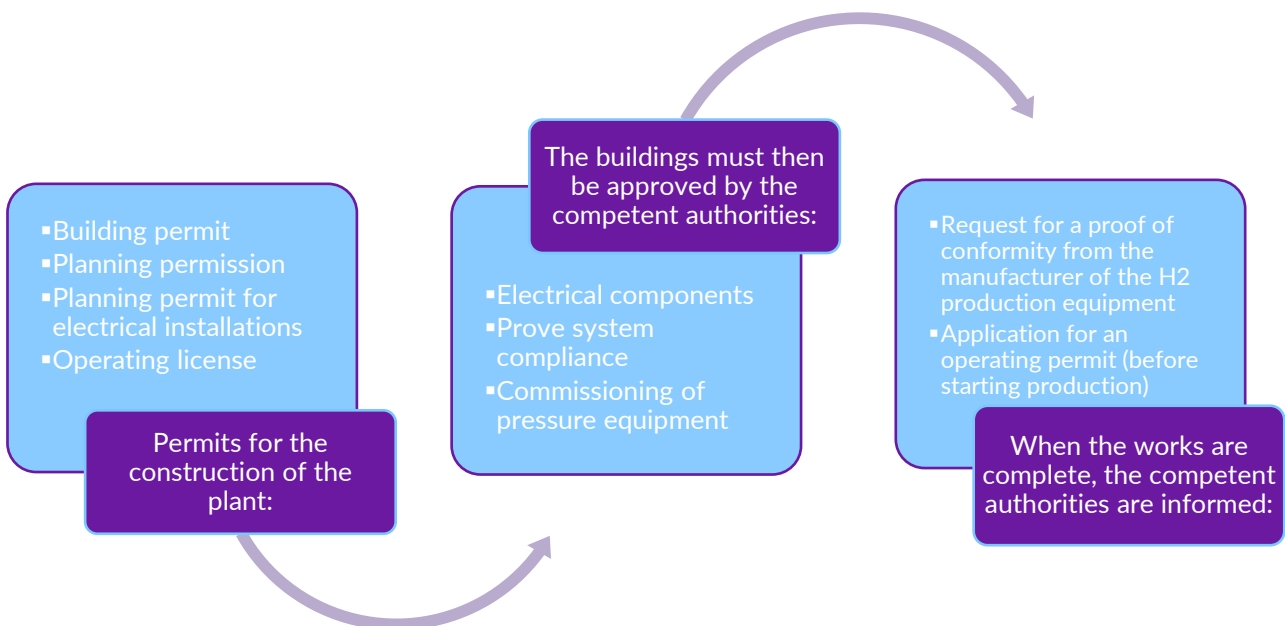 ▪Building permit
▪Planning permission
▪Planning permit for
electrical installations
▪Operating license
Permits for the
construction of the
plant:
The buildings must then
be approved by the
competent authorities:
▪Electrical components
▪Prove system
compliance
▪Commissioning of
pressure equipment
▪Request for a proof of
conformity from the
manufacturer of the H2
production equipment
▪Application for an
operating permit (before
starting production)
When the works are
complete, the competent
authorities are informed: